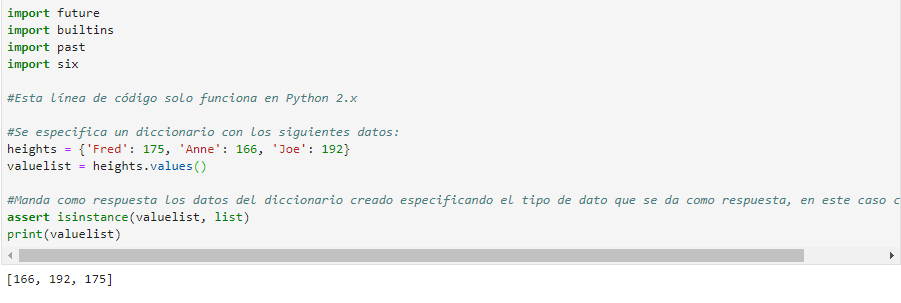 import future
import builtins
import past
import six
#Esta línea de código solo funciona en Python 2.x
#Se especifica un diccionario con los siguientes datos:
heights = {'Fred': 175, 'Anne': 166, 'Joe': 192}
valuelist = heights.values()
#Manda como respuesta los datos del diccionario creado especificando el tipo de dato que se da como respuesta, en este caso c
assert isinstance(valuelist, list)
print(valuelist)
[166, 192, 175]